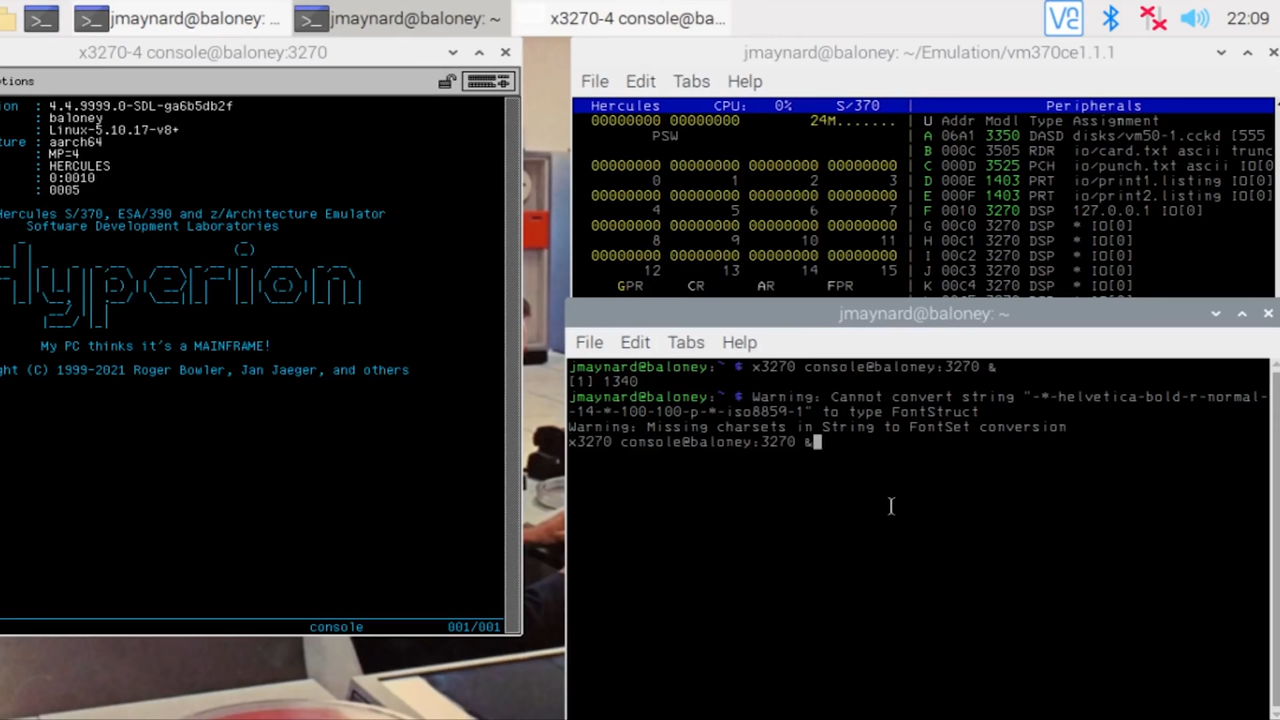 jmaynard@baloney: ...
jmaynard@baloney: ~
x3270-4 console@ba...
22:09
x3270-4 console@baloney:3270
tions
ion : 4.4.9999.0-SDL-ga6b5db2f
: baloney
: Linux-5.10.17-v8+
ture : aarch64
: MP=4
: HERCULES
: 0:0010
: 0005
Hercules S/370, ESA/390 and z/Architecture Emulator
Software Development Laboratories
Hyperion
My PC thinks it's a MAINFRAME!
ght (C) 1999-2021 Roger Bowler, Jan Jaeger, and others
console 001/001
jmaynard@baloney: ~/Emulation/vm370ce1.1.1
File Edit Tabs Help
Hercules CPU: 0% S/370 | Peripherals
00000000 00000000 24M....... | U Addr Modl Type Assignment
PSW | A 06A1 3350 DASD disks/vm50-1.cckd [555
| B 000C 3505 RDR io/card.txt ascii trunc
00000000 00000000 00000000 00000000 | C 000D 3525 PCH io/punch.txt ascii IO[0
0 1 2 3 | D 000E 1403 PRT io/print1.listing IO[0]
00000000 00000000 00000000 00000000 | E 000F 1403 PRT io/print2.listing IO[0]
4 5 6 7 | F 0010 3270 DSP 127.0.0.1 IO[0]
00000000 00000000 00000000 00000000 | G 00C0 3270 DSP * IO[0]
8 9 10 11 | H 00C1 3270 DSP * IO[0]
00000000 00000000 00000000 00000000 | I 00C2 3270 DSP * IO[0]
12 13 14 15 | J 00C3 3270 DSP * IO[0]
GPR CR AR FPR | K 00C4 3270 DSP * IO[0]
jmaynard@baloney: ~
File Edit Tabs Help
jmaynard@baloney:~ $ x3270 console@baloney:3270 &
[1] 1340
jmaynard@baloney:~ $ Warning: Cannot convert string "-*-helvetica-bold-r-normal-
-14-*-100-100-p-*-iso8859-1" to type FontStruct
Warning: Missing charsets in String to FontSet conversion
x3270 console@baloney:3270 &